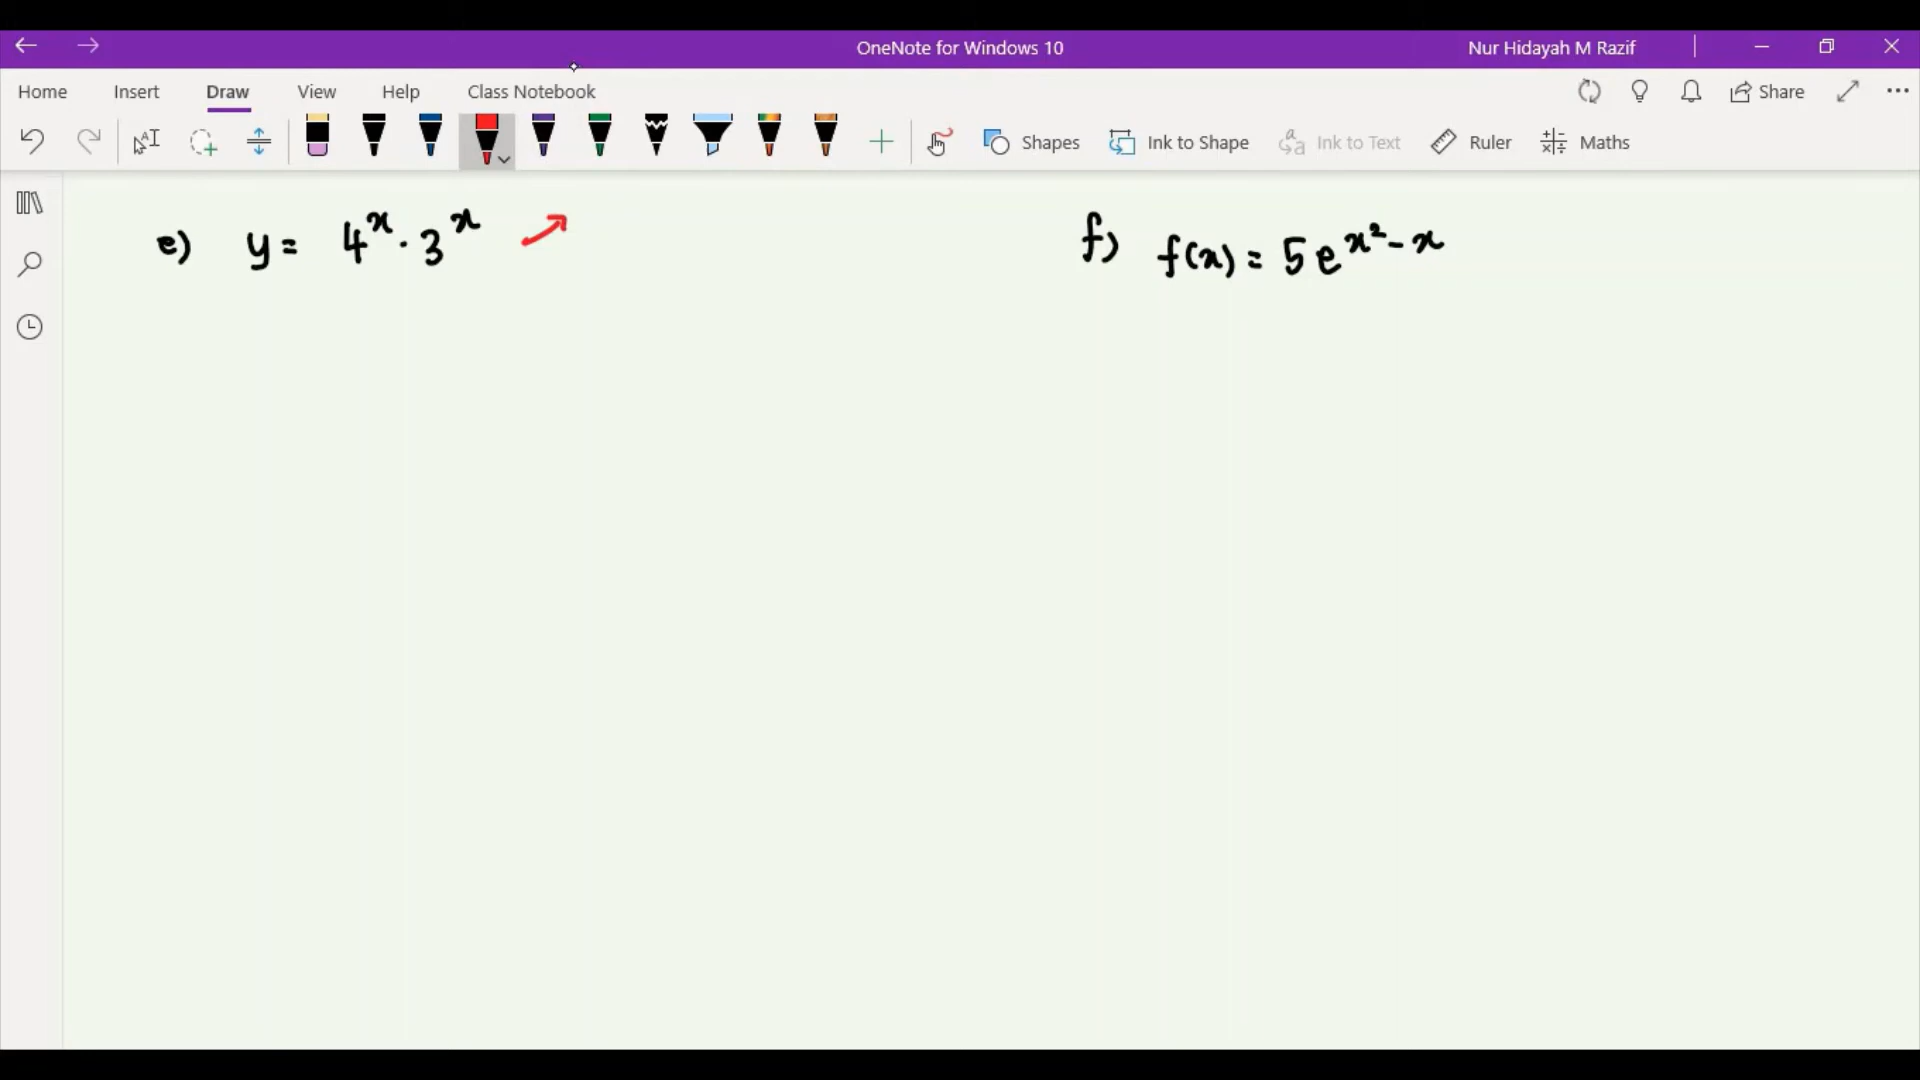 OneNote for Windows 10
Nur Hidayah M Razif
Home Insert Draw View Help Class Notebook Share
Shapes Ink to Shape Ink to Text Ruler Maths
e) y = 4^x · 3^x
f) f(x) = 5e^{x²-x}